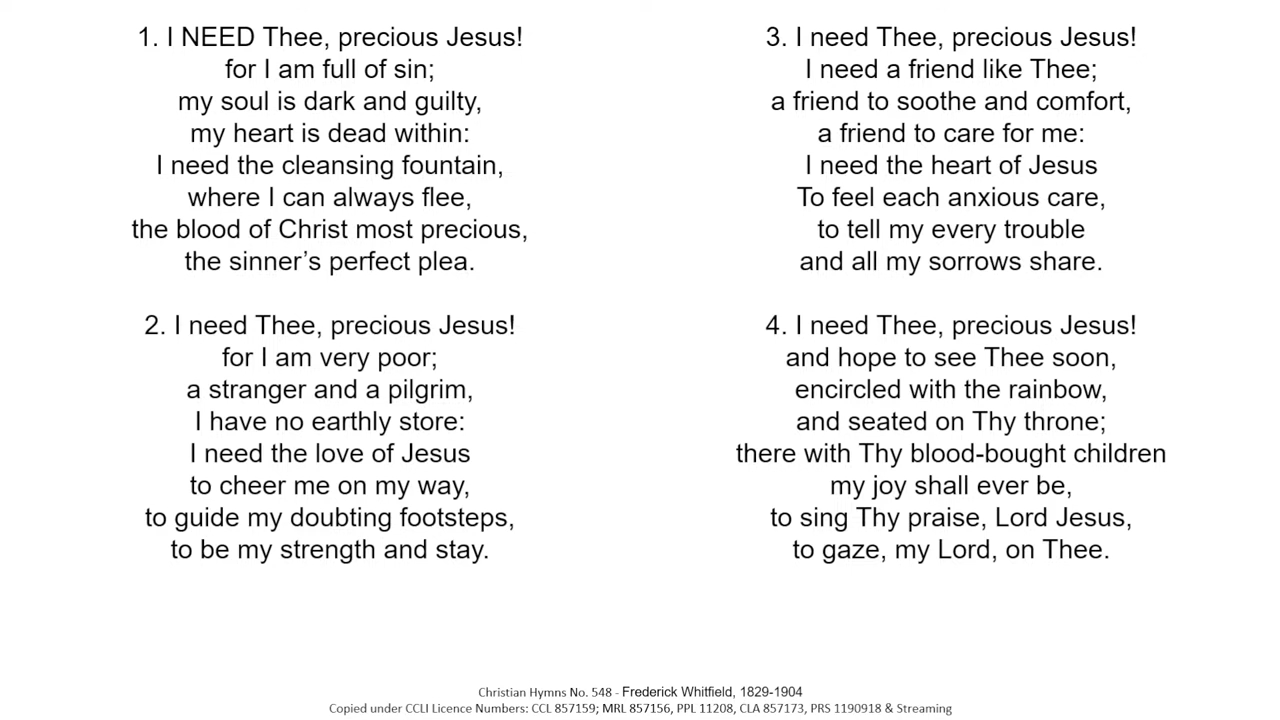 1. I NEED Thee, precious Jesus!
for I am full of sin;
my soul is dark and guilty,
my heart is dead within:
I need the cleansing fountain,
where I can always flee,
the blood of Christ most precious,
the sinner’s perfect plea.
2. I need Thee, precious Jesus!
for I am very poor;
a stranger and a pilgrim,
I have no earthly store:
I need the love of Jesus
to cheer me on my way,
to guide my doubting footsteps,
to be my strength and stay.
3. I need Thee, precious Jesus!
I need a friend like Thee;
a friend to soothe and comfort,
a friend to care for me:
I need the heart of Jesus
To feel each anxious care,
to tell my every trouble
and all my sorrows share.
4. I need Thee, precious Jesus!
and hope to see Thee soon,
encircled with the rainbow,
and seated on Thy throne;
there with Thy blood-bought children
my joy shall ever be,
to sing Thy praise, Lord Jesus,
to gaze, my Lord, on Thee.
Christian Hymns No. 548 - Frederick Whitfield, 1829-1904
Copied under CCLI Licence Numbers: CCL 857159; MRL 857156, PPL 11208, CLA 857173, PRS 1190918 & Streaming